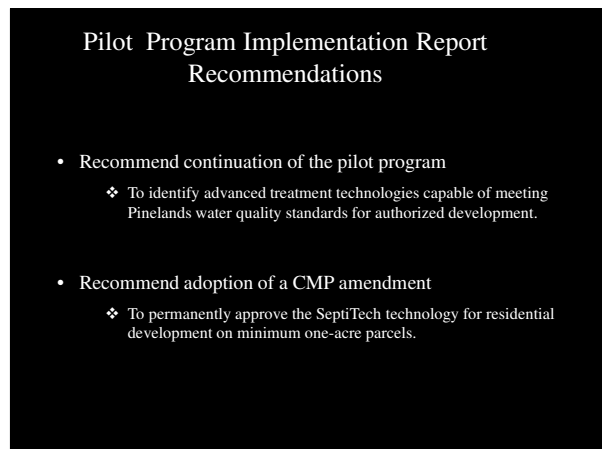 Pilot Program Implementation Report
Recommendations
• Recommend continuation of the pilot program
❖ To identify advanced treatment technologies capable of meeting
Pinelands water quality standards for authorized development.
• Recommend adoption of a CMP amendment
❖ To permanently approve the SeptiTech technology for residential
development on minimum one-acre parcels.